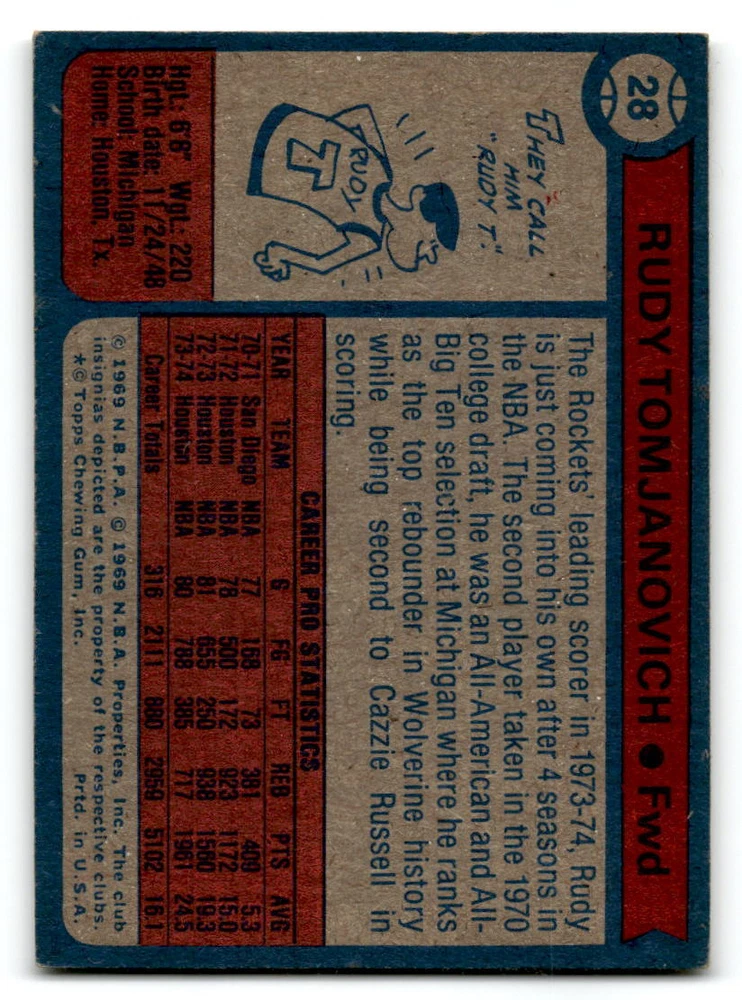 28
RUDY TOMJANOVICH • Fwd
THEY CALL
HIM
"RUDY T."
RUDY
T
Hgt.: 6'8" Wgt.: 220
Birth date: 11/24/48
School: Michigan
Home: Houston, Tx.
The Rockets' leading scorer in 1973-74, Rudy
is just coming into his own after 4 seasons in
the NBA. The second player taken in the 1970
college draft, he was an All-American and All-
Big Ten selection at Michigan where he ranks
as the top rebounder in Wolverine history
while being second to Cazzie Russell in
scoring.
CAREER PRO STATISTICS
YEAR TEAM G FG FT REB PTS AVG
70-71 San Diego NBA 77 168 73 381 409 5.3
71-72 Houston NBA 78 500 172 923 1172 15.0
72-73 Houston NBA 81 655 250 938 1560 19.3
73-74 Houston NBA 80 788 385 717 1961 24.5
Career Totals 316 2111 880 2959 5102 16.1
© 1969 N.B.P.A. © 1969 N.B.A. Properties, Inc. The club
insignias depicted are the property of the respective clubs.
*© Topps Chewing Gum, Inc. Prtd. in U.S.A.